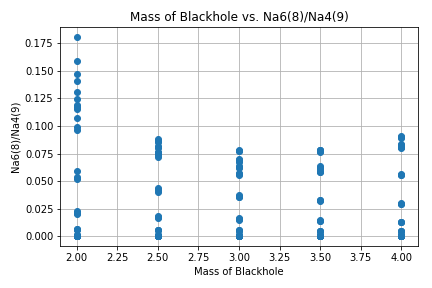 Mass of Blackhole vs. Na6(8)/Na4(9)
0.175
0.150
0.125
0.100
0.075
0.050
0.025
0.000
Na6(8)/Na4(9)
2.00 2.25 2.50 2.75 3.00 3.25 3.50 3.75 4.00
Mass of Blackhole